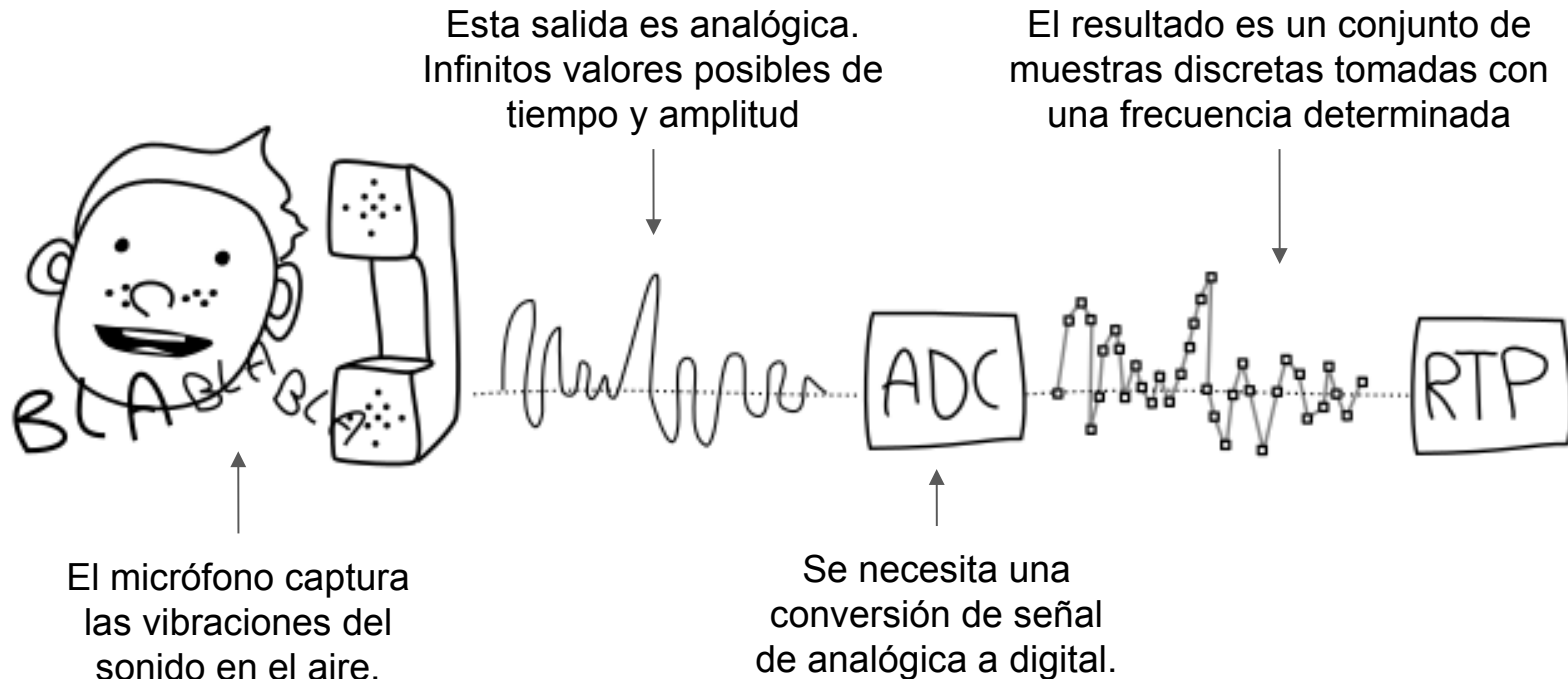 Esta salida es analógica.
Infinitos valores posibles de
tiempo y amplitud
El resultado es un conjunto de
muestras discretas tomadas con
una frecuencia determinada
BLA BLA BLA
ADC
RTP
El micrófono captura
las vibraciones del
sonido en el aire.
Se necesita una
conversión de señal
de analógica a digital.